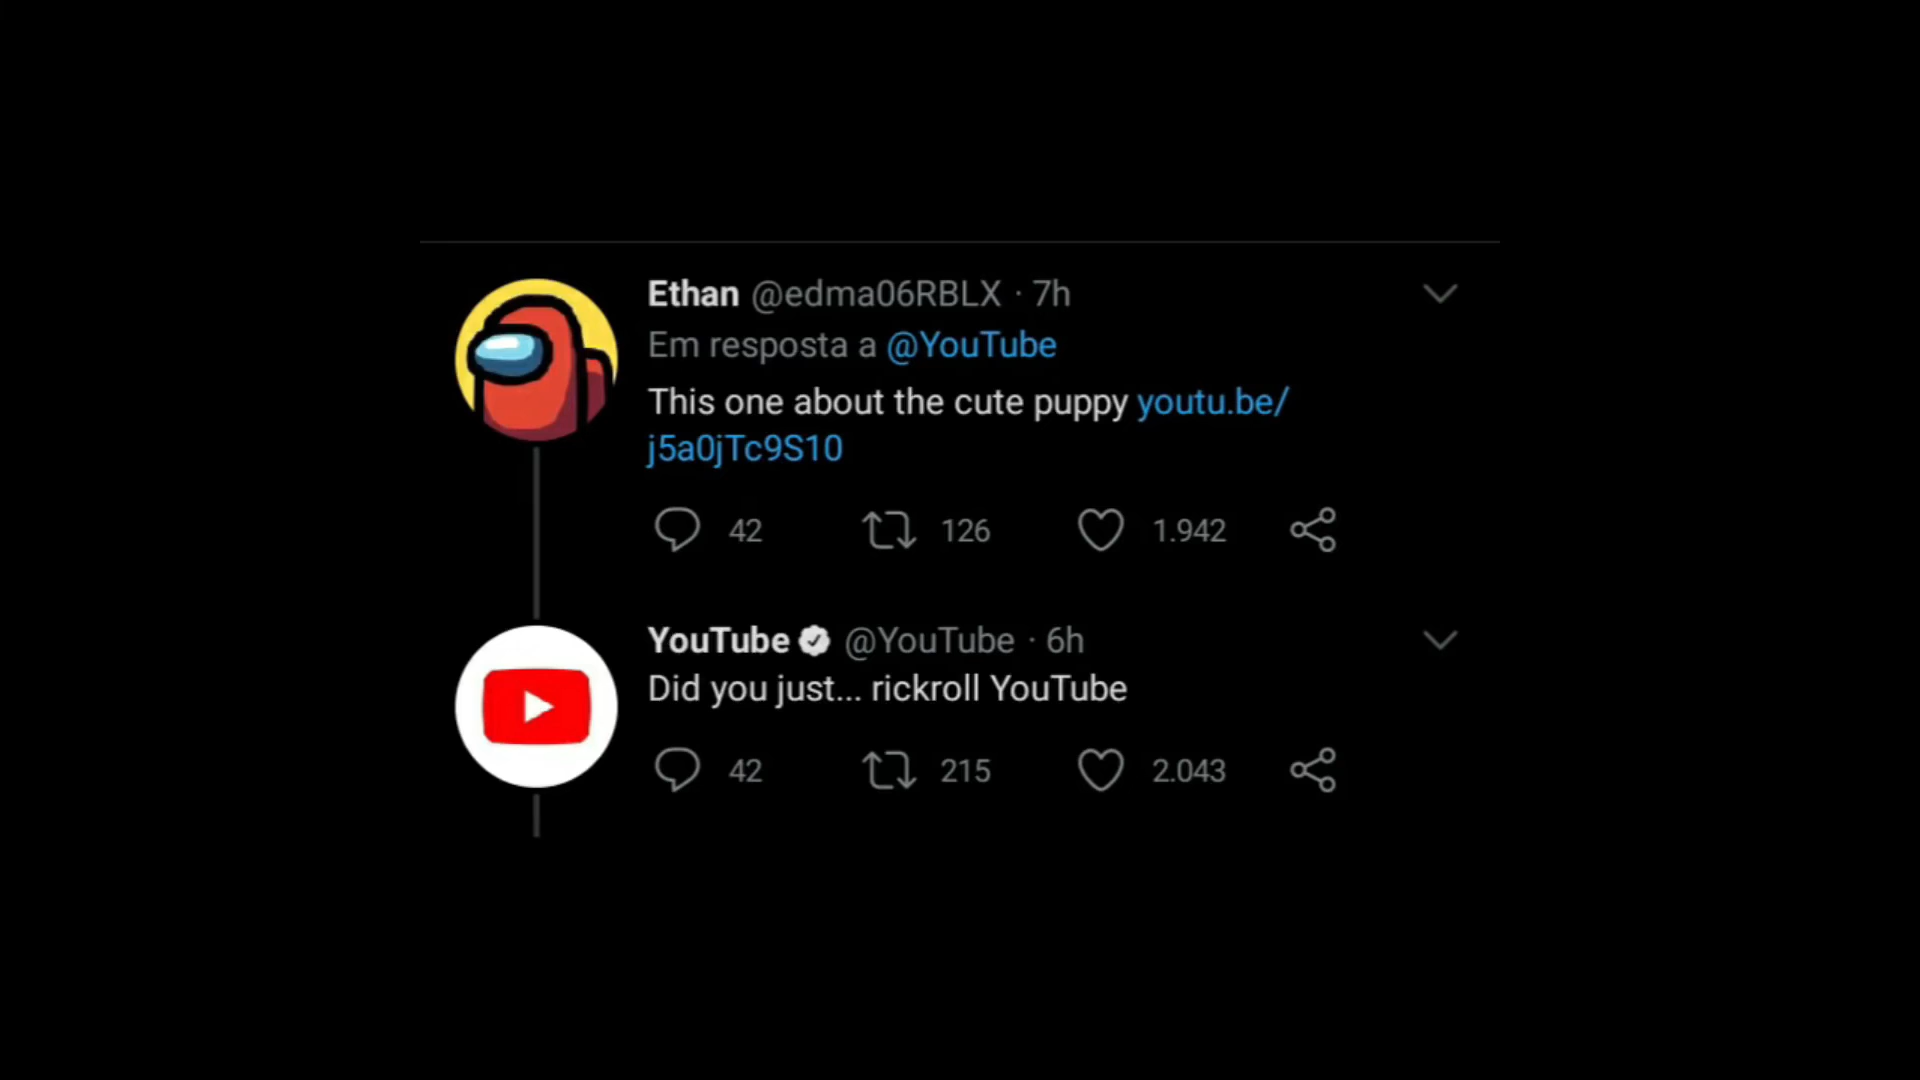 Ethan @edma06RBLX · 7h
Em resposta a @YouTube
This one about the cute puppy youtu.be/
j5a0jTc9S10
42 126 1.942
YouTube @YouTube · 6h
Did you just... rickroll YouTube
42 215 2.043